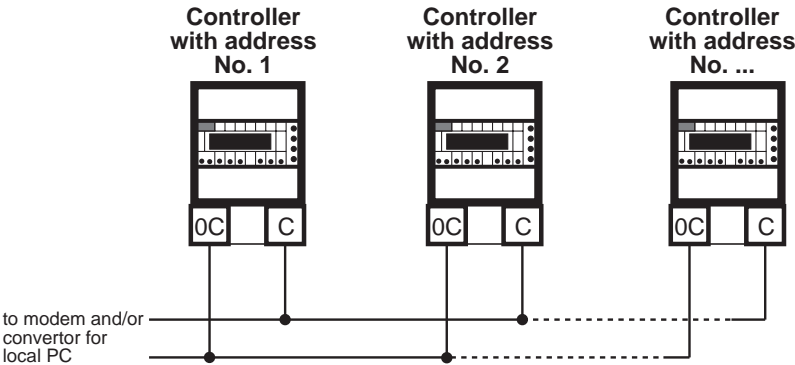 Controller
with address
No. 1
Controller
with address
No. 2
Controller
with address
No. ...
0C
C
0C
C
0C
C
to modem and/or
convertor for
local PC